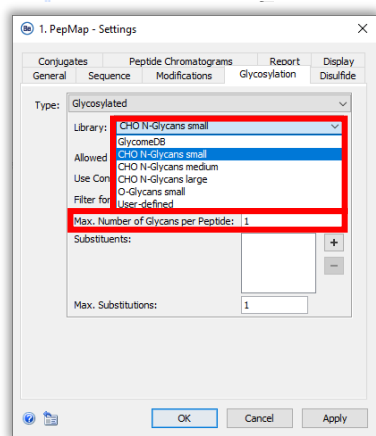 Be 1. PepMap - Settings
Conjugates Peptide Chromatograms Report Display
General Sequence Modifications Glycosylation Disulfide
Type: Glycosylated
Library: CHO N-Glycans small
GlycomeDB
Allowed CHO N-Glycans small
CHO N-Glycans medium
Use Con CHO N-Glycans large
O-Glycans small
Filter for User-defined
Max. Number of Glycans per Peptide: 1
Substituents:
+
-
Max. Substitutions: 1
OK Cancel Apply